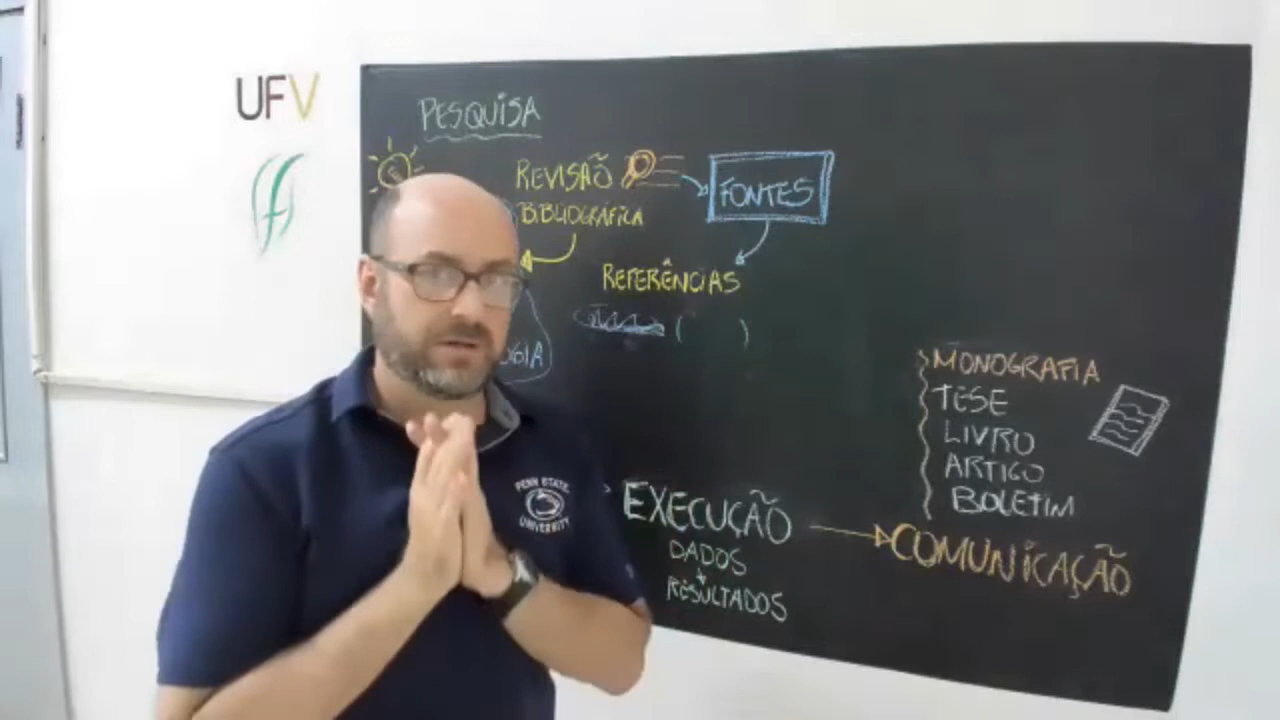 UFV
PESQUISA
REVISÃO
BIBLIOGRÁFICA
FONTES
REFERÊNCIAS
( )
OGIA
MONOGRAFIA
TESE
LIVRO
ARTIGO
BOLETIM
EXECUÇÃO
DADOS
+
RESULTADOS
COMUNICAÇÃO
PENN STATE
UNIVERSITY